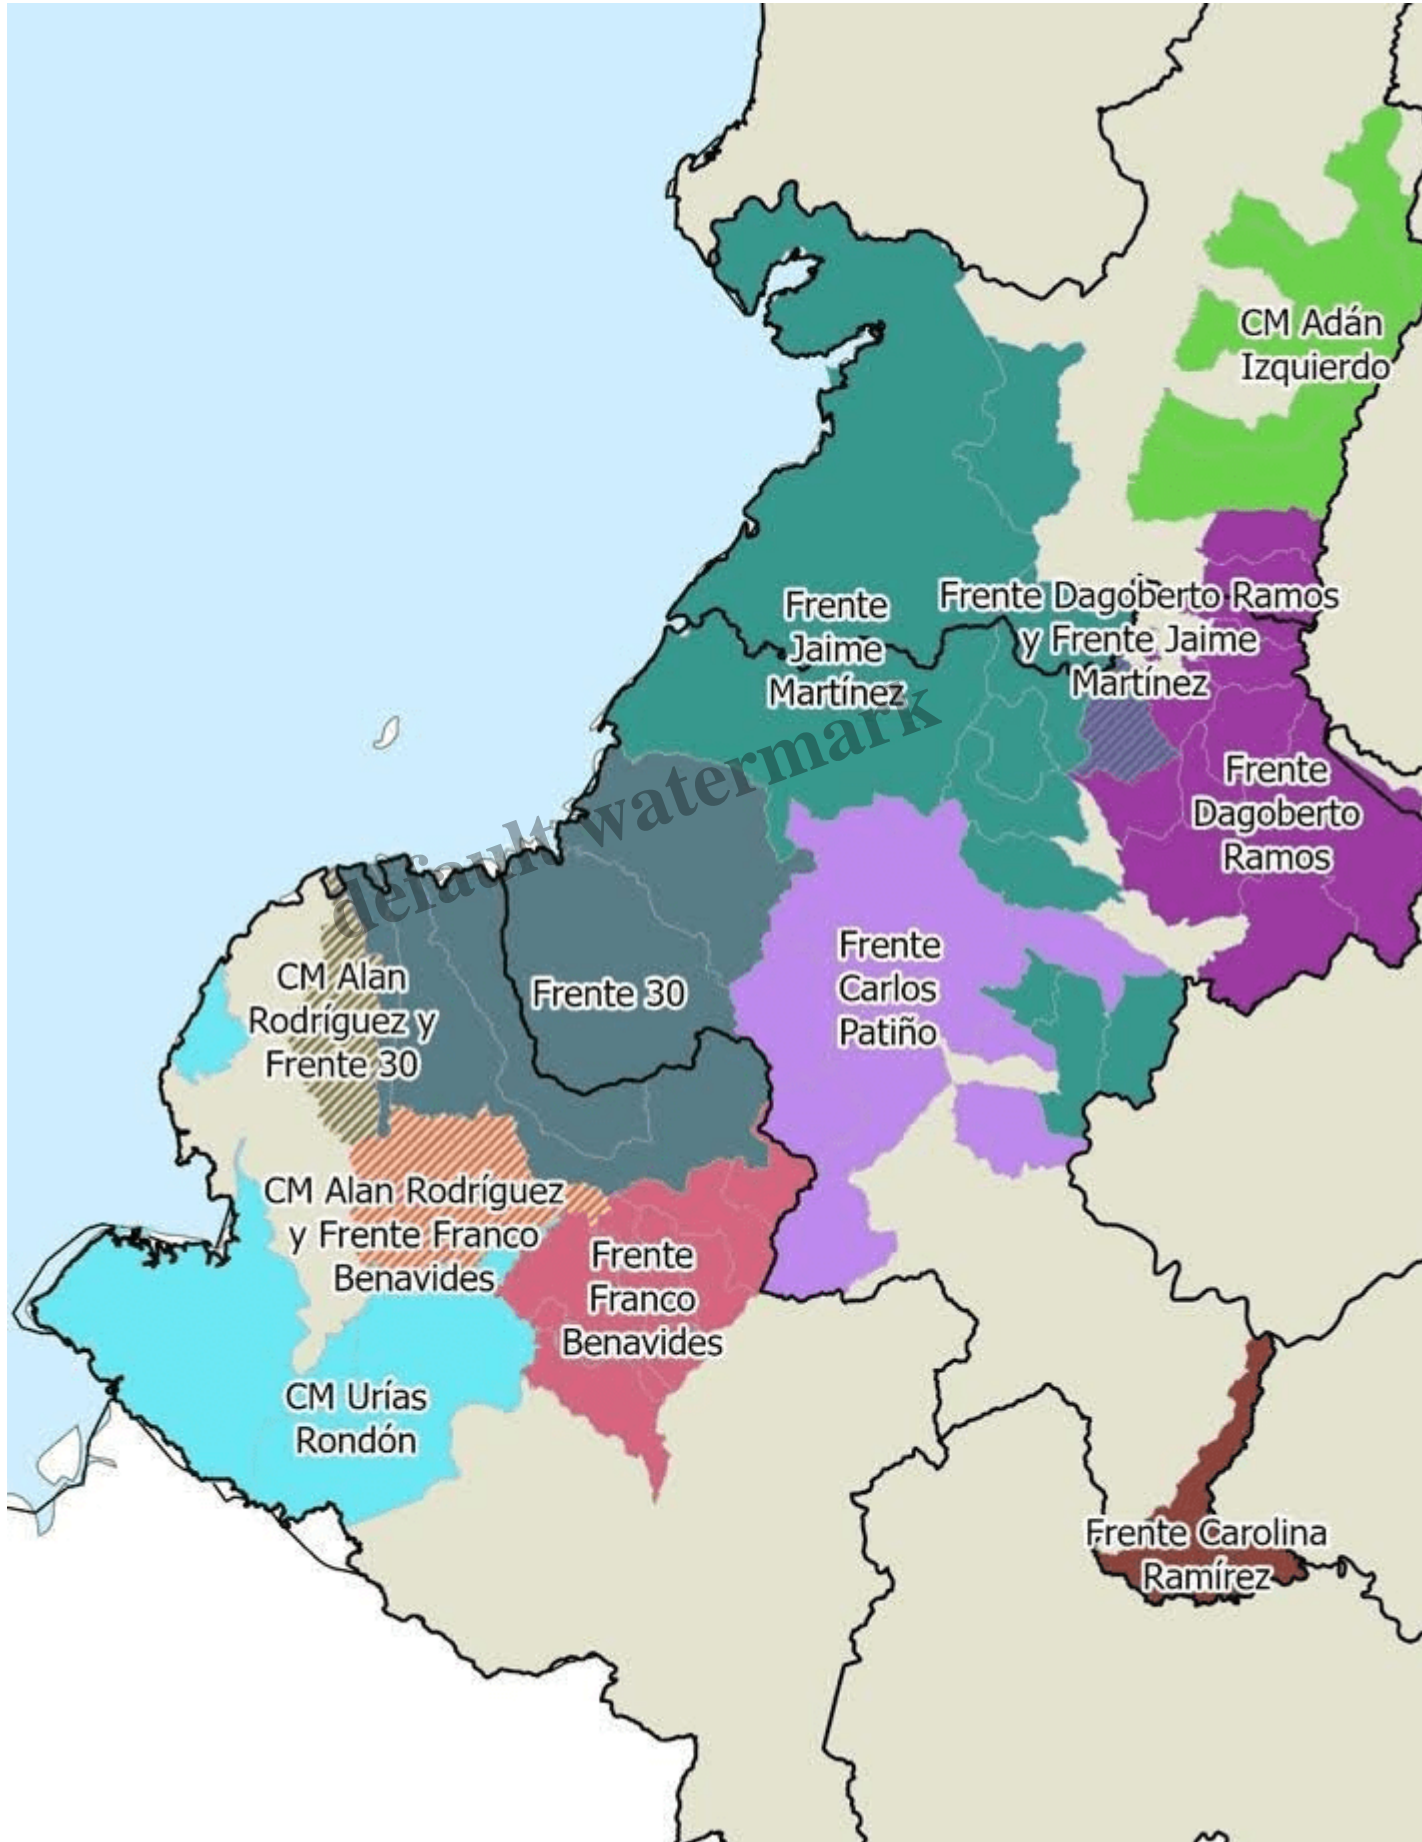 CM Adán
Izquierdo
Frente Dagoberto Ramos
y Frente Jaime
Martínez
Frente
Jaime
Martínez
default watermark
Frente
Dagoberto
Ramos
Frente
Carlos
Patiño
Frente 30
CM Alan
Rodríguez y
Frente 30
CM Alan Rodríguez
y Frente Franco
Benavides
Frente
Franco
Benavides
CM Urías
Rondón
Frente Carolina
Ramírez